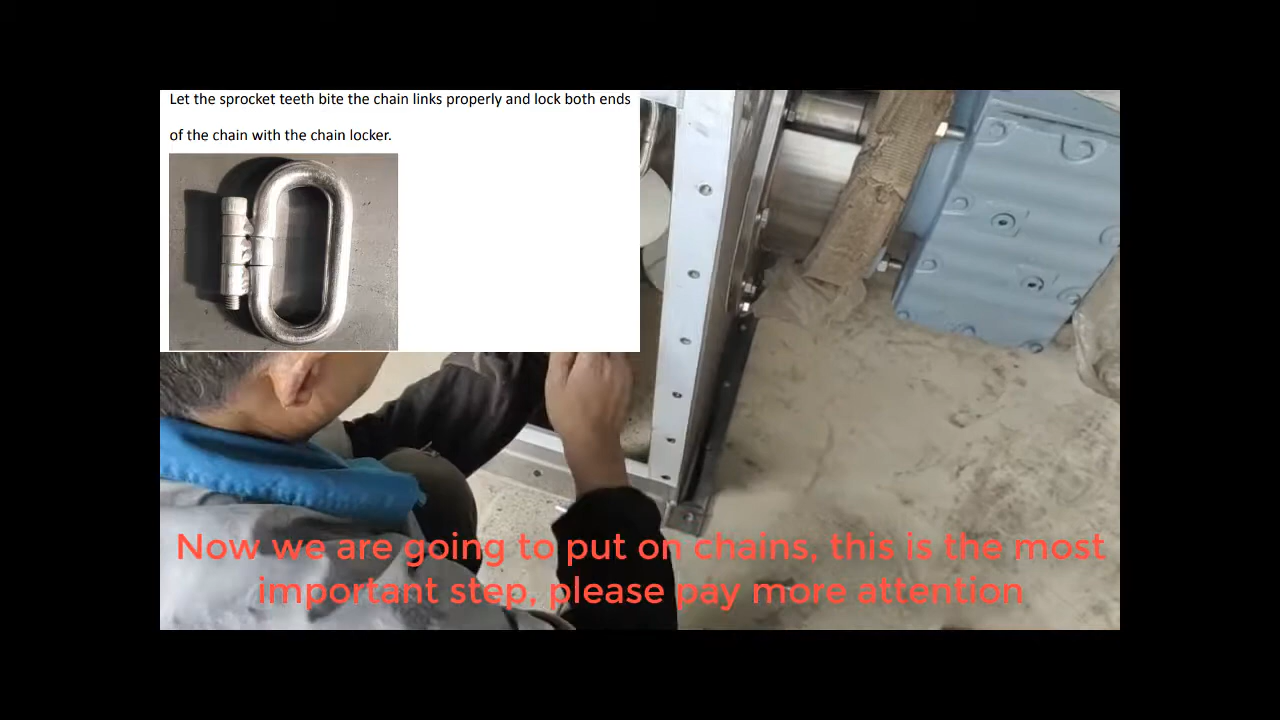 Let the sprocket teeth bite the chain links properly and lock both ends
of the chain with the chain locker.
Now we are going to put on chains, this is the most
important step, please pay more attention